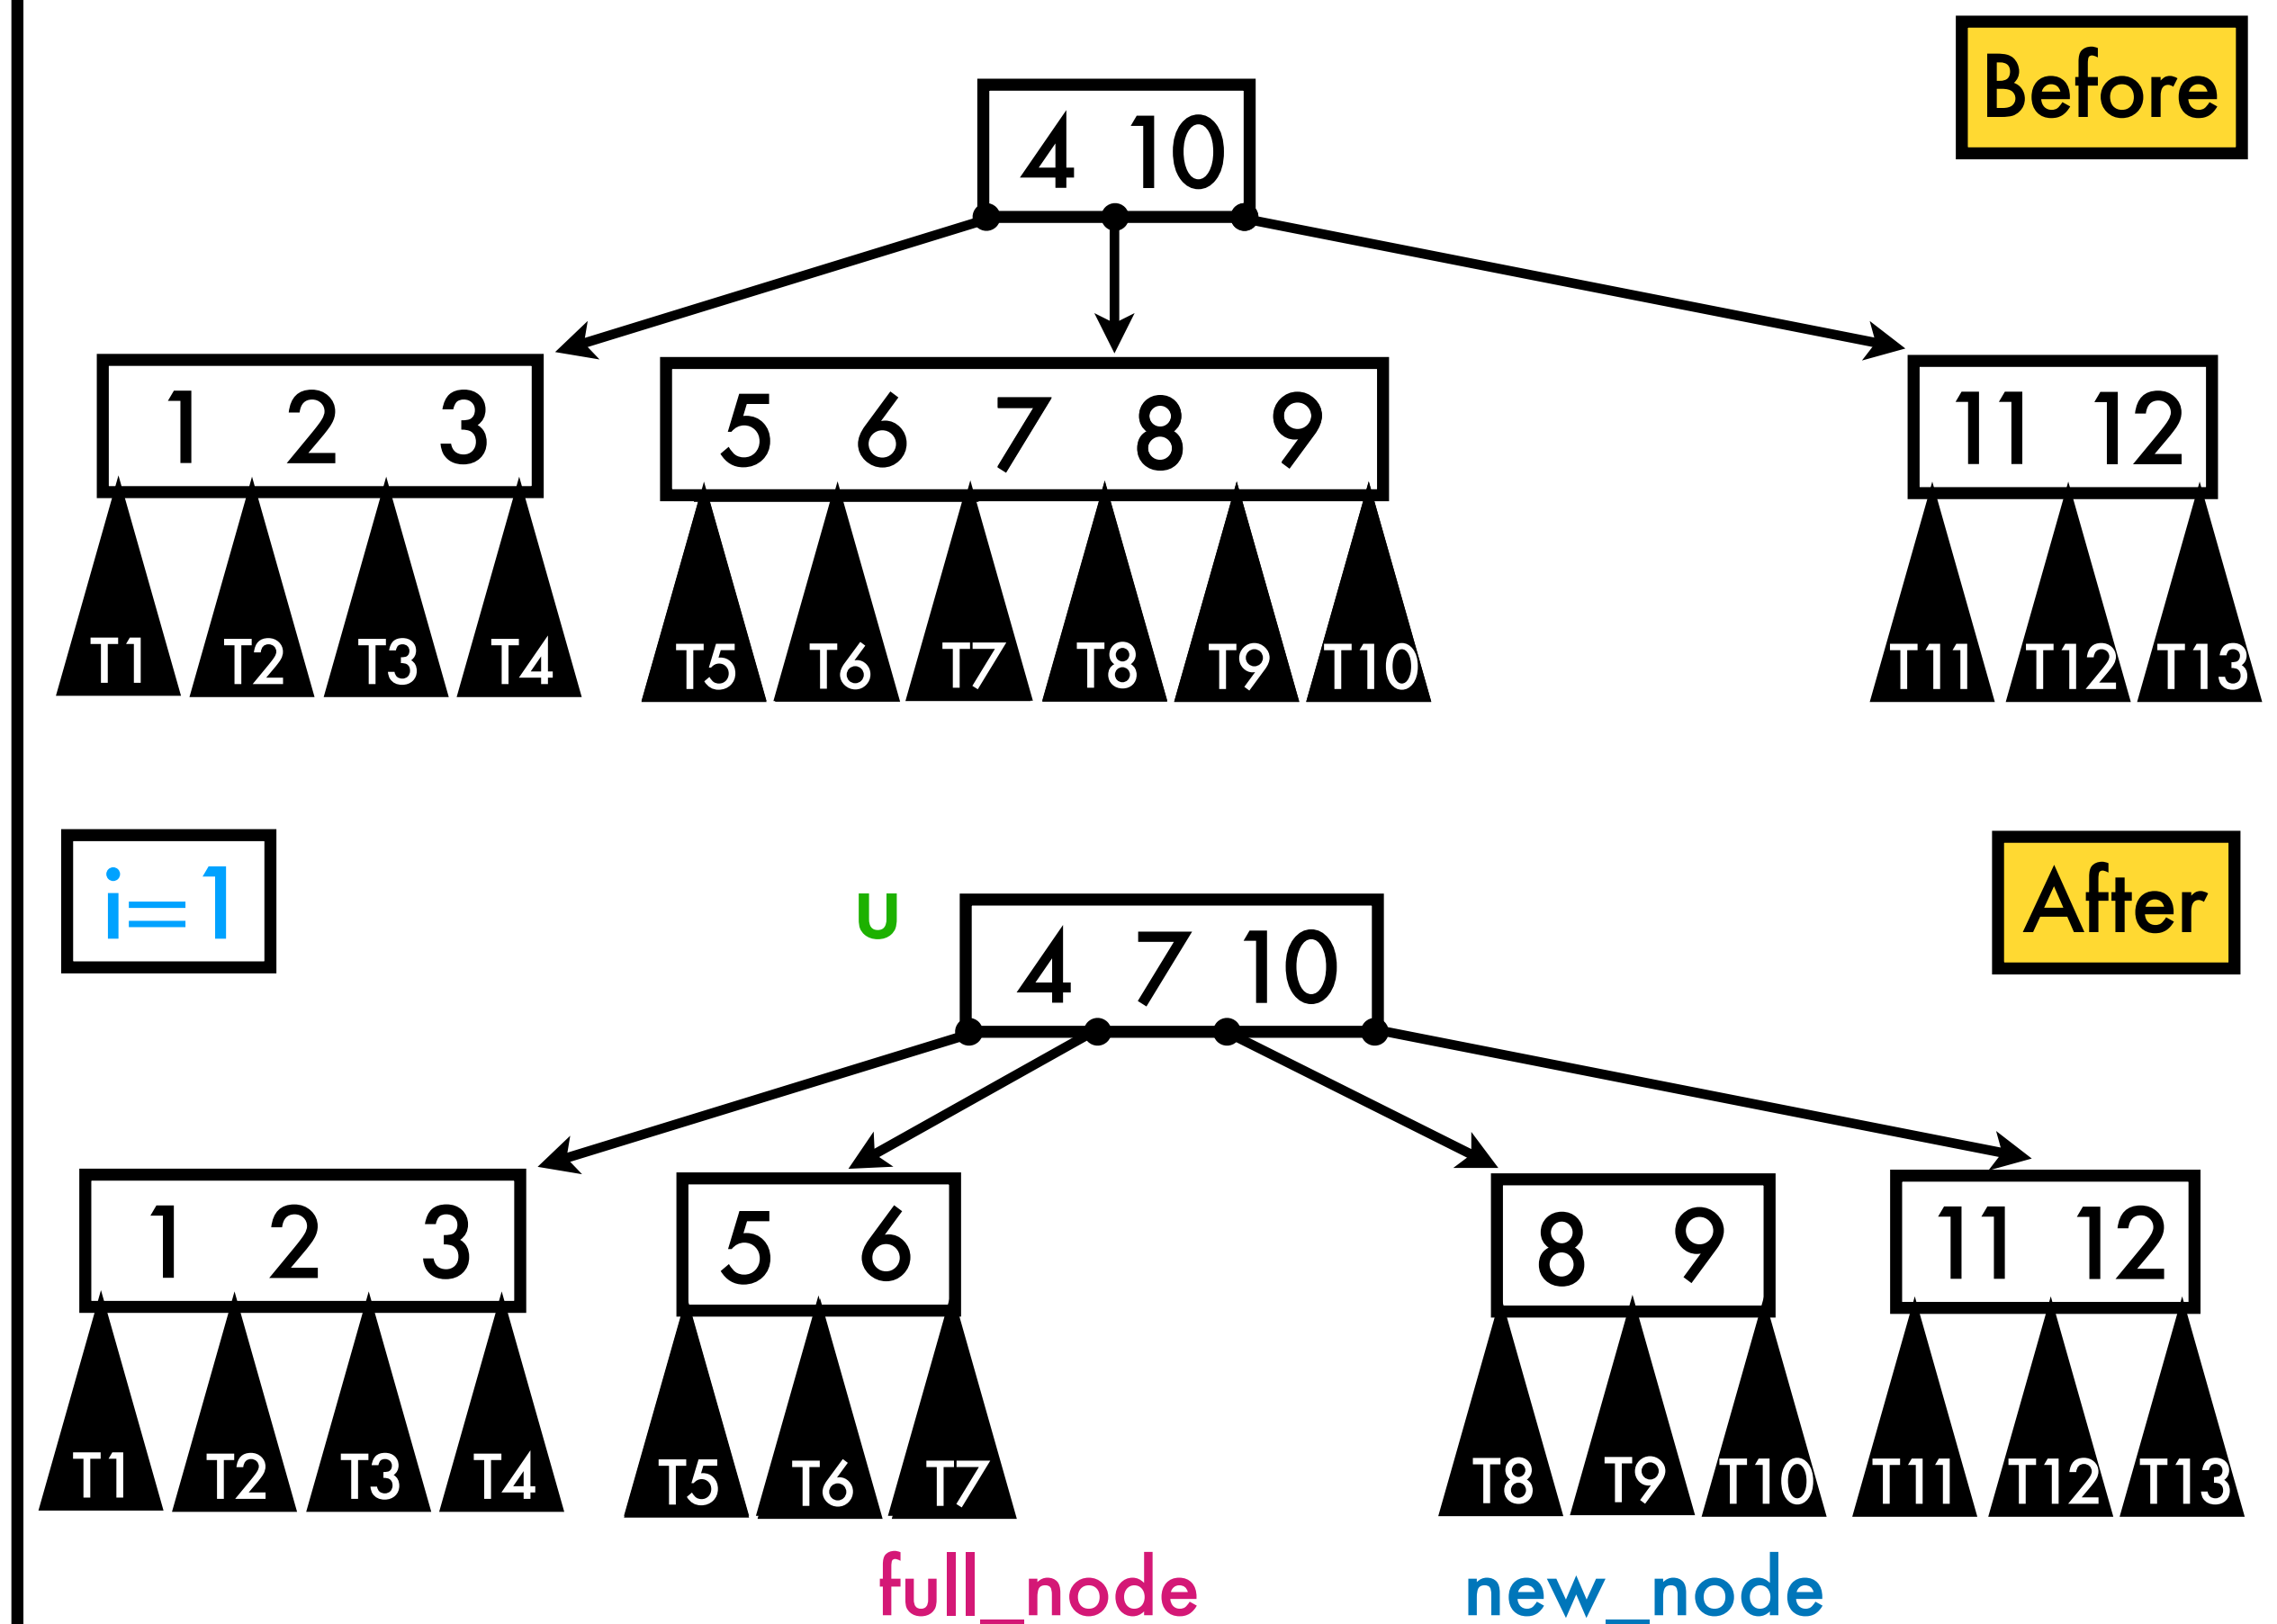 Before
4 10
1 2 3
5 6 7 8 9
11 12
T1 T2 T3 T4
T5 T6 T7 T8 T9 T10
T11 T12 T13
i=1
u
4 7 10
After
1 2 3
5 6
8 9
11 12
T1 T2 T3 T4
T5 T6 T7
T8 T9 T10
T11 T12 T13
full_node
new_node